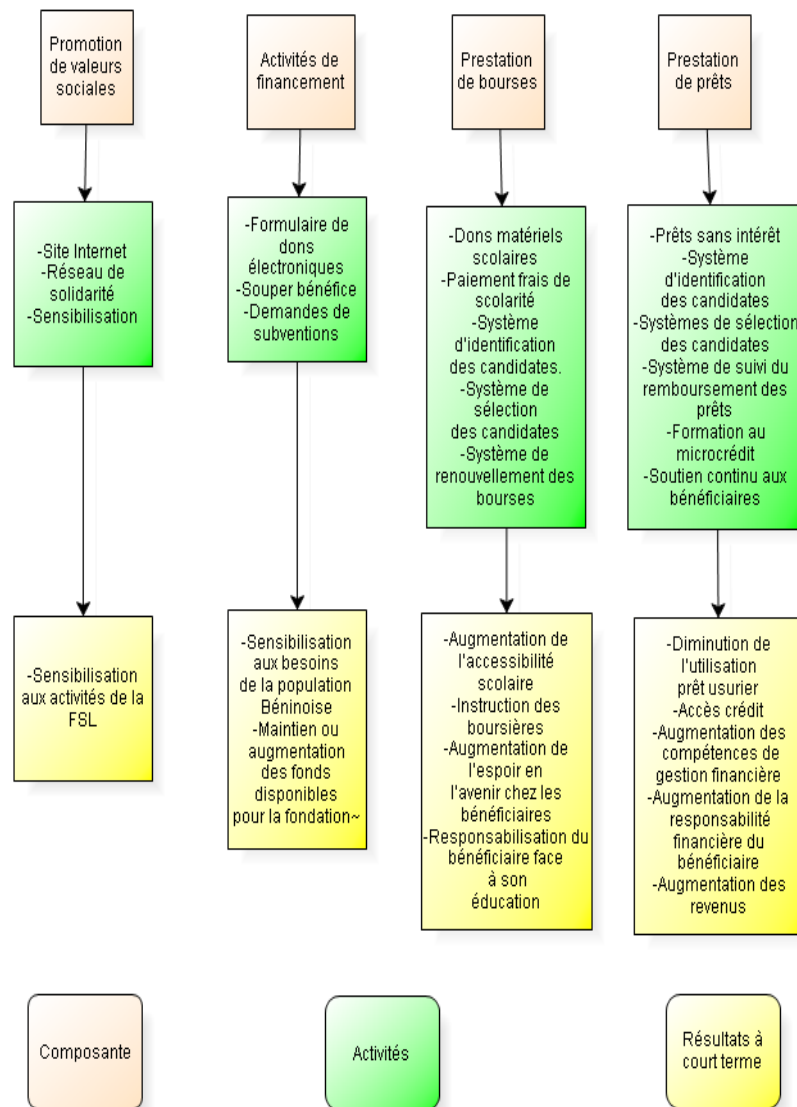 Promotion
de valeurs
sociales
Activités de
financement
Prestation
de bourses
Prestation
de prêts
-Site Internet
-Réseau de
solidarité
-Sensibilisation
-Formulaire de
dons
électroniques
-Souper bénéfice
-Demandes de
subventions
-Dons matériels
scolaires
-Paiement frais de
scolarité
-Système
d'identification
des candidates.
-Système de
sélection
des candidates
-Système de
renouvellement des
bourses
-Prêts sans intérêt
-Système
d'identification
des candidates
-Systèmes de sélection
des candidates
-Système de suivi du
remboursement des
prêts
-Formation au
microcrédit
-Soutien continu aux
bénéficiaires
-Sensibilisation
aux activités de la
FSL
-Sensibilisation
aux besoins
de la population
Béninoise
-Maintien ou
augmentation
des fonds
disponibles
pour la fondation~
-Augmentation de
l'accessibilité
scolaire
-Instruction des
boursières
-Augmentation de
l'espoir en
l'avenir chez les
bénéficiaires
-Responsabilisation du
bénéficiaire face
à son
éducation
-Diminution de
l'utilisation
prêt usurier
-Accès crédit
-Augmentation des
compétences de
gestion financière
-Augmentation de la
responsabilité
financière du
bénéficiaire
-Augmentation des
revenus
Composante
Activités
Résultats à
court terme